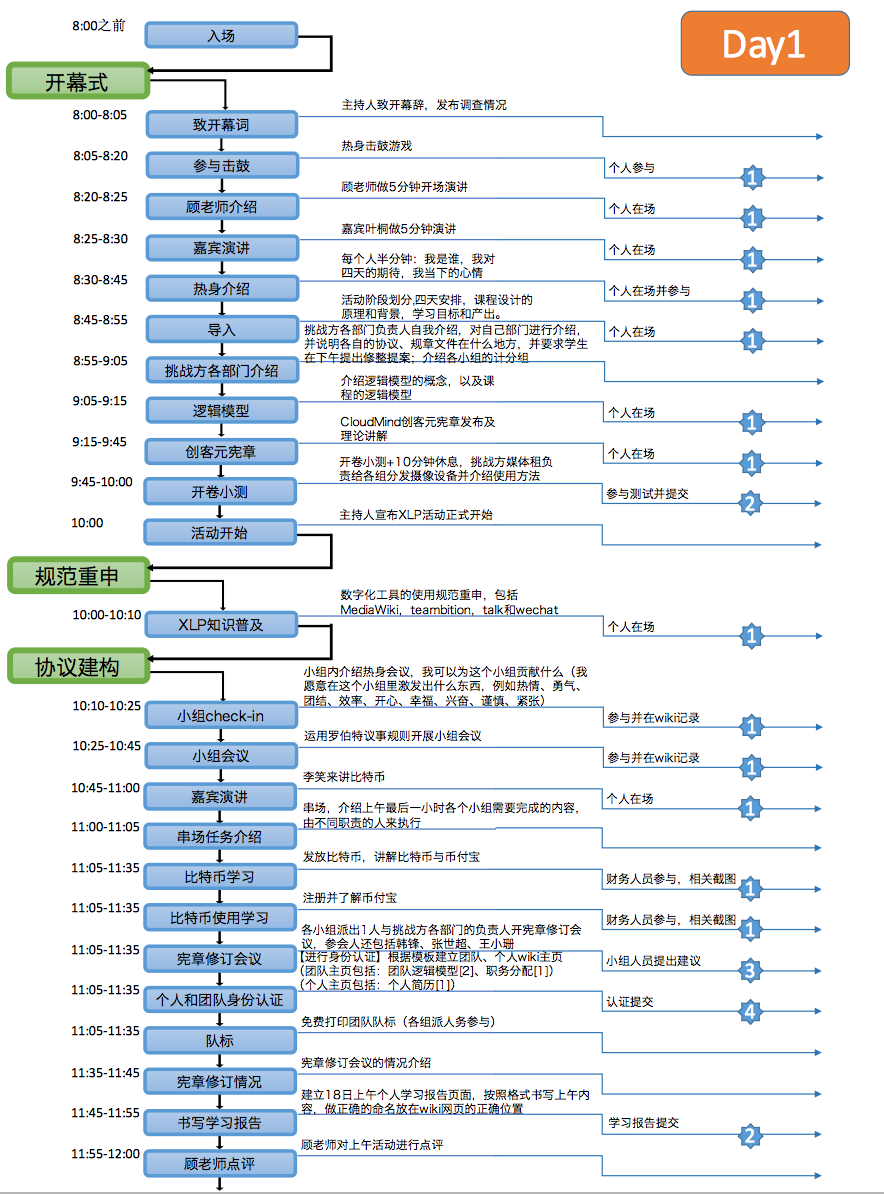 Day1
8:00之前
入场
开幕式
主持人致开幕辞，发布调查情况
8:00-8:05
致开幕词
热身击鼓游戏
8:05-8:20
参与击鼓
个人参与
1
顾老师做5分钟开场演讲
8:20-8:25
顾老师介绍
个人在场
1
嘉宾叶桐做5分钟演讲
8:25-8:30
嘉宾演讲
个人在场
1
每个人半分钟：我是谁，我对
四天的期待，我当下的心情
8:30-8:45
热身介绍
个人在场并参与
1
活动阶段划分,四天安排，课程设计的
原理和背景，学习目标和产出。
8:45-8:55
导入
个人在场
1
挑战方各部门负责人自我介绍，对自己部门进行介绍，
并说明各自的协议、规章文件在什么地方，并要求学生
在下午提出修整提案；介绍各小组的计分组
8:55-9:05
挑战方各部门介绍
介绍逻辑模型的概念，以及课
程的逻辑模型
9:05-9:15
逻辑模型
个人在场
1
CloudMind创客元宪章发布及
理论讲解
9:15-9:45
创客元宪章
个人在场
1
开卷小测+10分钟休息，挑战方媒体租负
责给各组分发摄像设备并介绍使用方法
9:45-10:00
开卷小测
参与测试并提交
2
主持人宣布XLP活动正式开始
10:00
活动开始
规范重申
数字化工具的使用规范重申，包括
MediaWiki，teambition，talk和wechat
10:00-10:10
XLP知识普及
个人在场
1
协议建构
小组内介绍热身会议，我可以为这个小组贡献什么（我
愿意在这个小组里激发出什么东西，例如热情、勇气、
团结、效率、开心、幸福、兴奋、谨慎、紧张）
10:10-10:25
小组check-in
参与并在wiki记录
1
运用罗伯特议事规则开展小组会议
10:25-10:45
小组会议
参与并在wiki记录
1
李笑来讲比特币
10:45-11:00
嘉宾演讲
个人在场
1
串场，介绍上午最后一小时各个小组需要完成的内容，
由不同职责的人来执行
11:00-11:05
串场任务介绍
发放比特币，讲解比特币与币付宝
11:05-11:35
比特币学习
财务人员参与，相关截图
1
注册并了解币付宝
11:05-11:35
比特币使用学习
财务人员参与，相关截图
1
各小组派出1人与挑战方各部门的负责人开宪章修订会
议，参会人还包括韩锋、张世超、王小珊
11:05-11:35
宪章修订会议
小组人员提出建议
3
【进行身份认证】根据模板建立团队、个人wiki主页
（团队主页包括：团队逻辑模型[2]、职务分配[1]）
（个人主页包括：个人简历[1]）
11:05-11:35
个人和团队身份认证
认证提交
4
免费打印团队队标（各组派人务参与）
11:05-11:35
队标
宪章修订会议的情况介绍
11:35-11:45
宪章修订情况
建立18日上午个人学习报告页面，按照格式书写上午内
容，做正确的命名放在wiki网页的正确位置
11:45-11:55
书写学习报告
学习报告提交
2
顾老师对上午活动进行点评
11:55-12:00
顾老师点评